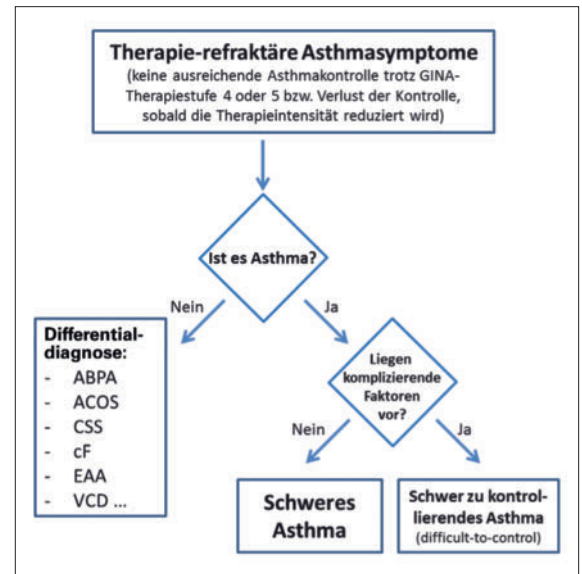 Therapie-refraktäre Asthmasymptome
(keine ausreichende Asthmakontrolle trotz GINA-
Therapiestufe 4 oder 5 bzw. Verlust der Kontrolle,
sobald die Therapieintensität reduziert wird)
Ist es Asthma?
Nein
Ja
Differential-
diagnose:
- ABPA
- ACOS
- CSS
- cF
- EAA
- VCD ...
Liegen
komplizierende
Faktoren
vor?
Nein
Ja
Schweres
Asthma
Schwer zu kontrol-
lierendes Asthma
(difficult-to-control)